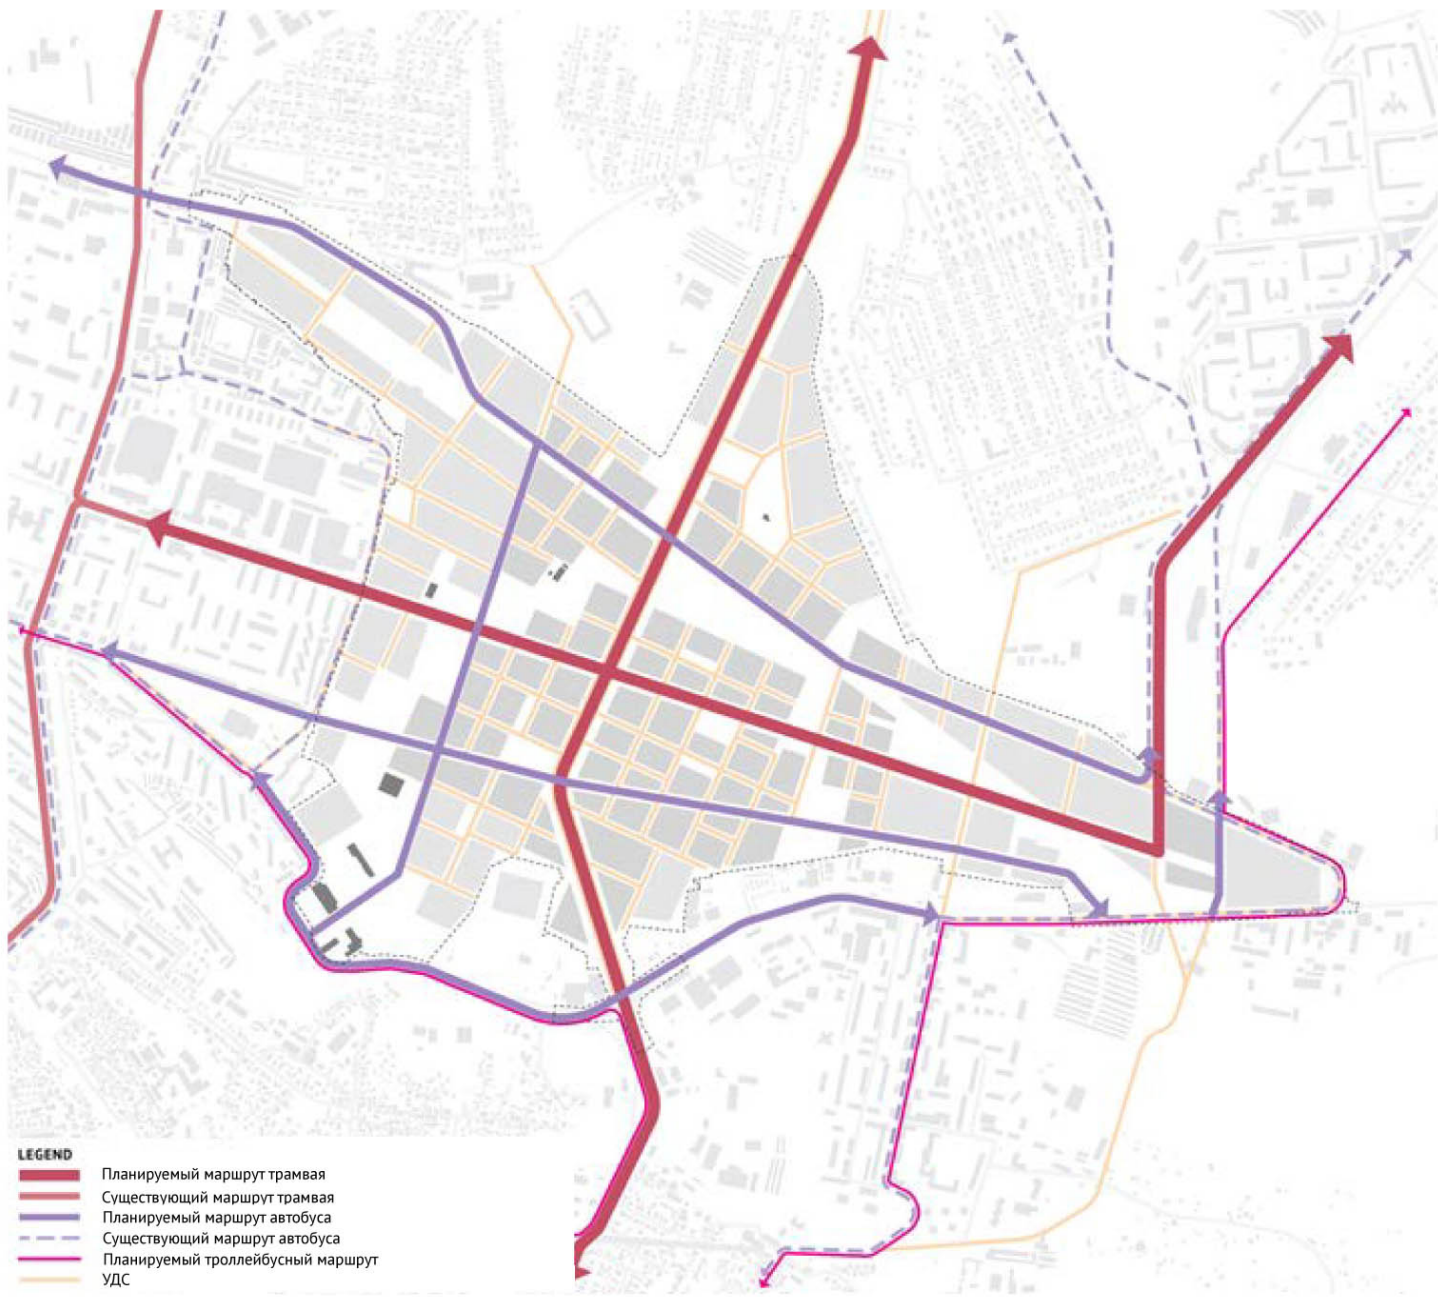 LEGEND
Планируемый маршрут трамвая
Существующий маршрут трамвая
Планируемый маршрут автобуса
Существующий маршрут автобуса
Планируемый троллейбусный маршрут
УДС